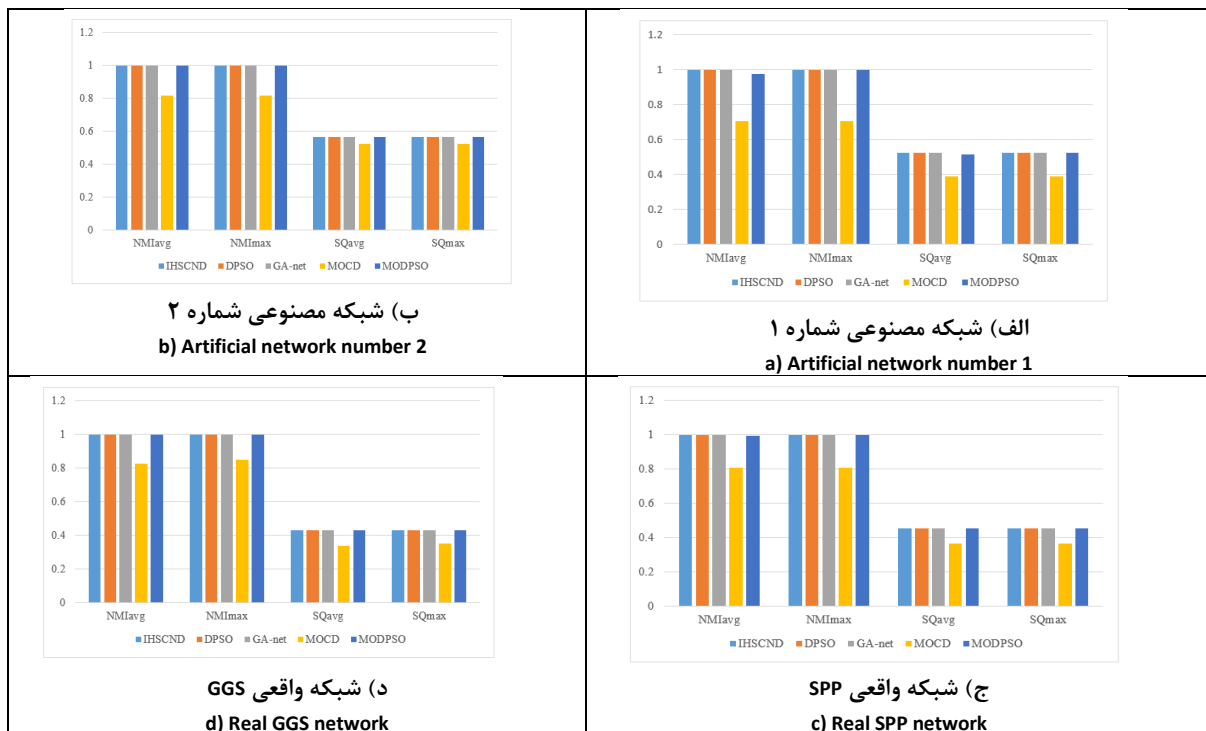 1.2
1
0.8
0.6
0.4
0.2
0
NMIavg NMImax SQavg SQmax
IHSCND DPSO GA-net MOCD MODPSO
الف) شبکه مصنوعی شماره ۱
a) Artificial network number 1
1.2
1
0.8
0.6
0.4
0.2
0
NMIavg NMImax SQavg SQmax
IHSCND DPSO GA-net MOCD MODPSO
ب) شبکه مصنوعی شماره ۲
b) Artificial network number 2
1.2
1
0.8
0.6
0.4
0.2
0
NMIavg NMImax SQavg SQmax
IHSCND DPSO GA-net MOCD MODPSO
ج) شبکه واقعی SPP
c) Real SPP network
1.2
1
0.8
0.6
0.4
0.2
0
NMIavg NMImax SQavg SQmax
IHSCND DPSO GA-net MOCD MODPSO
د) شبکه واقعی GGS
d) Real GGS network